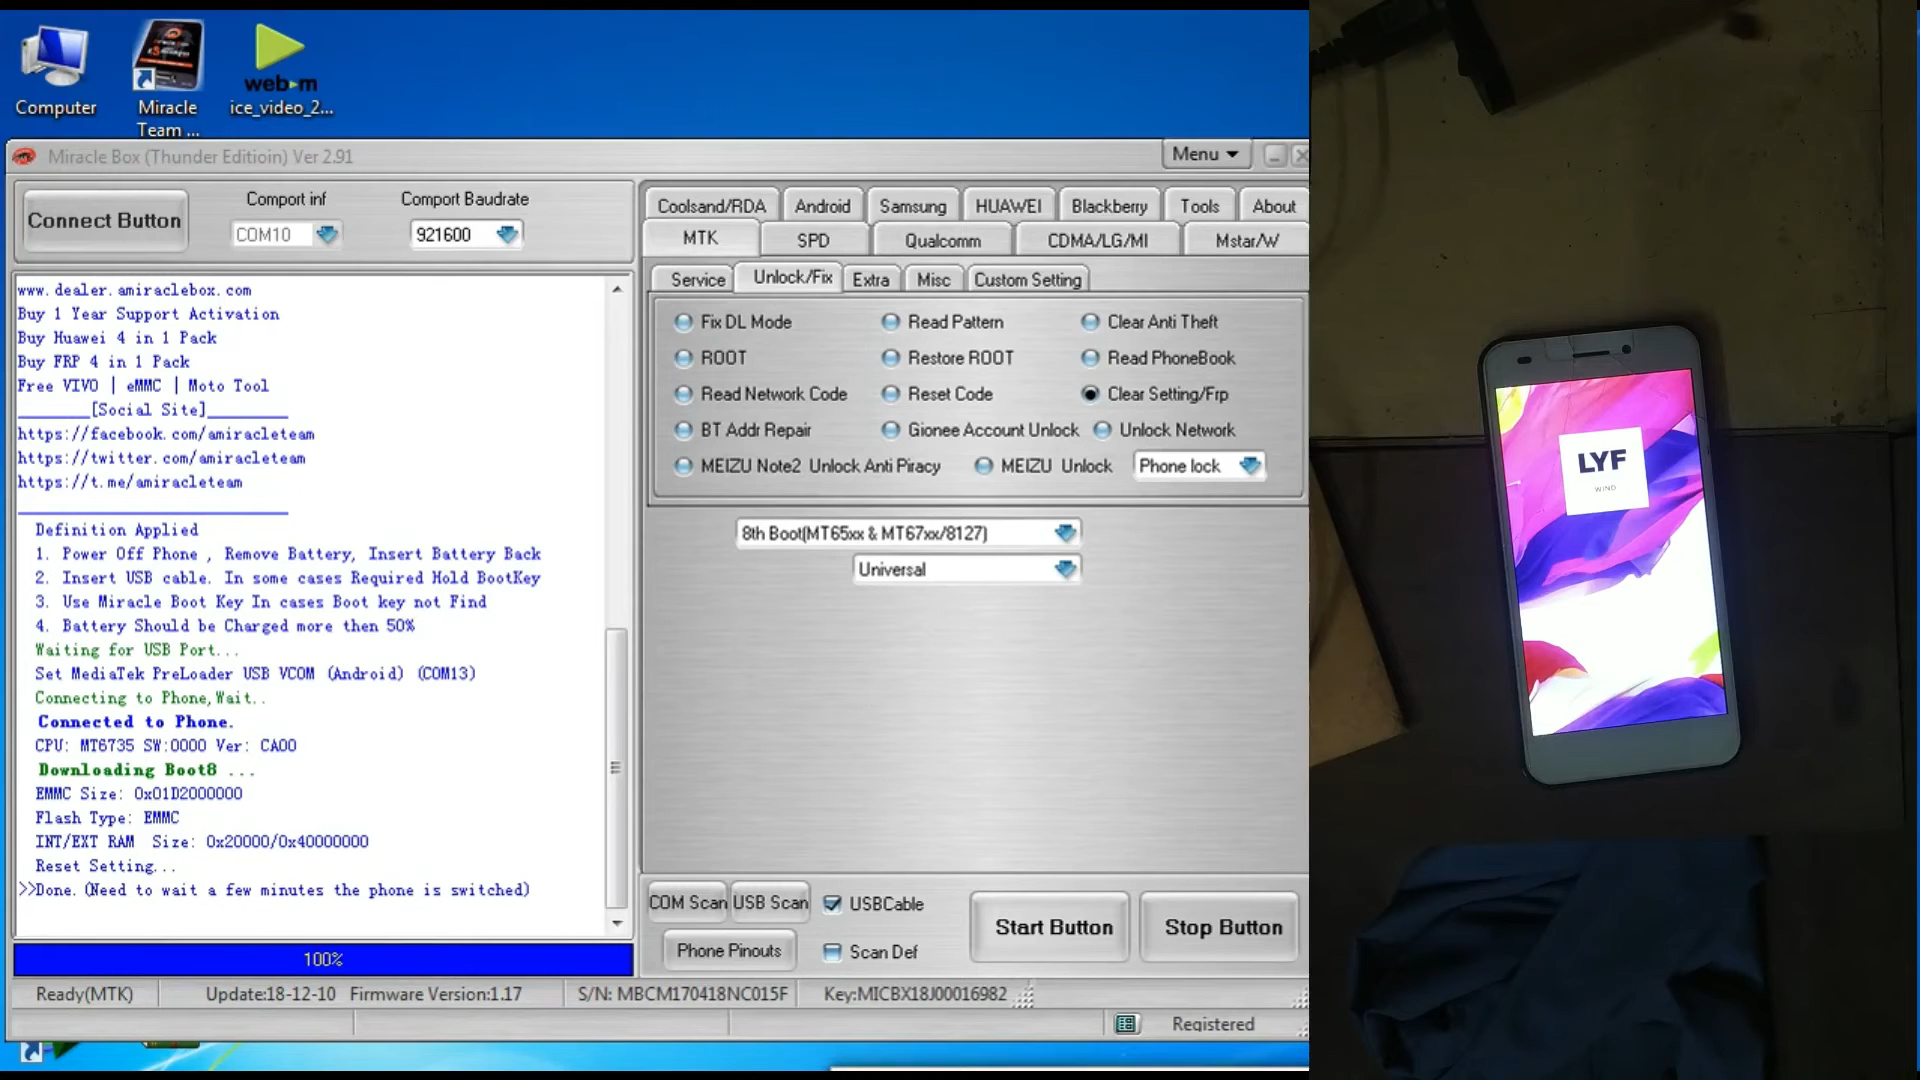 Computer
Miracle
Team ...
web m
ice_video_2...
Miracle Box (Thunder Editioin) Ver 2.91
Menu
Connect Button
Comport inf
COM10
Comport Baudrate
921600
Coolsand/RDA Android Samsung HUAWEI Blackberry Tools About
MTK SPD Qualcomm CDMA/LG/MI Mstar/W
Service Unlock/Fix Extra Misc Custom Setting
Fix DL Mode Read Pattern Clear Anti Theft
ROOT Restore ROOT Read PhoneBook
Read Network Code Reset Code Clear Setting/Frp
BT Addr Repair Gionee Account Unlock Unlock Network
MEIZU Note2 Unlock Anti Piracy MEIZU Unlock Phone lock
8th Boot(MT65xx & MT67xx/8127)
Universal
www.dealer.amiraclebox.com
Buy 1 Year Support Activation
Buy Huawei 4 in 1 Pack
Buy FRP 4 in 1 Pack
Free VIVO | eMMC | Moto Tool
________[Social Site]_________
https://facebook.com/amiracleteam
https://twitter.com/amiracleteam
https://t.me/amiracleteam
______________________________
Definition Applied
1. Power Off Phone , Remove Battery, Insert Battery Back
2. Insert USB cable. In some cases Required Hold BootKey
3. Use Miracle Boot Key In cases Boot key not Find
4. Battery Should be Charged more then 50%
Waiting for USB Port...
Set MediaTek PreLoader USB VCOM (Android) (COM13)
Connecting to Phone,Wait..
Connected to Phone.
CPU: MT6735 SW:0000 Ver: CA00
Downloading Boot8 ...
EMMC Size: 0x01D2000000
Flash Type: EMMC
INT/EXT RAM Size: 0x20000/0x40000000
Reset Setting...
>>Done.(Need to wait a few minutes the phone is switched)
100%
COM Scan USB Scan USBCable
Phone Pinouts Scan Def
Start Button Stop Button
Ready(MTK) Update:18-12-10 Firmware Version:1.17 S/N: MBCM170418NC015F Key:MICBX18J00016982
Registered
LYF
WIND